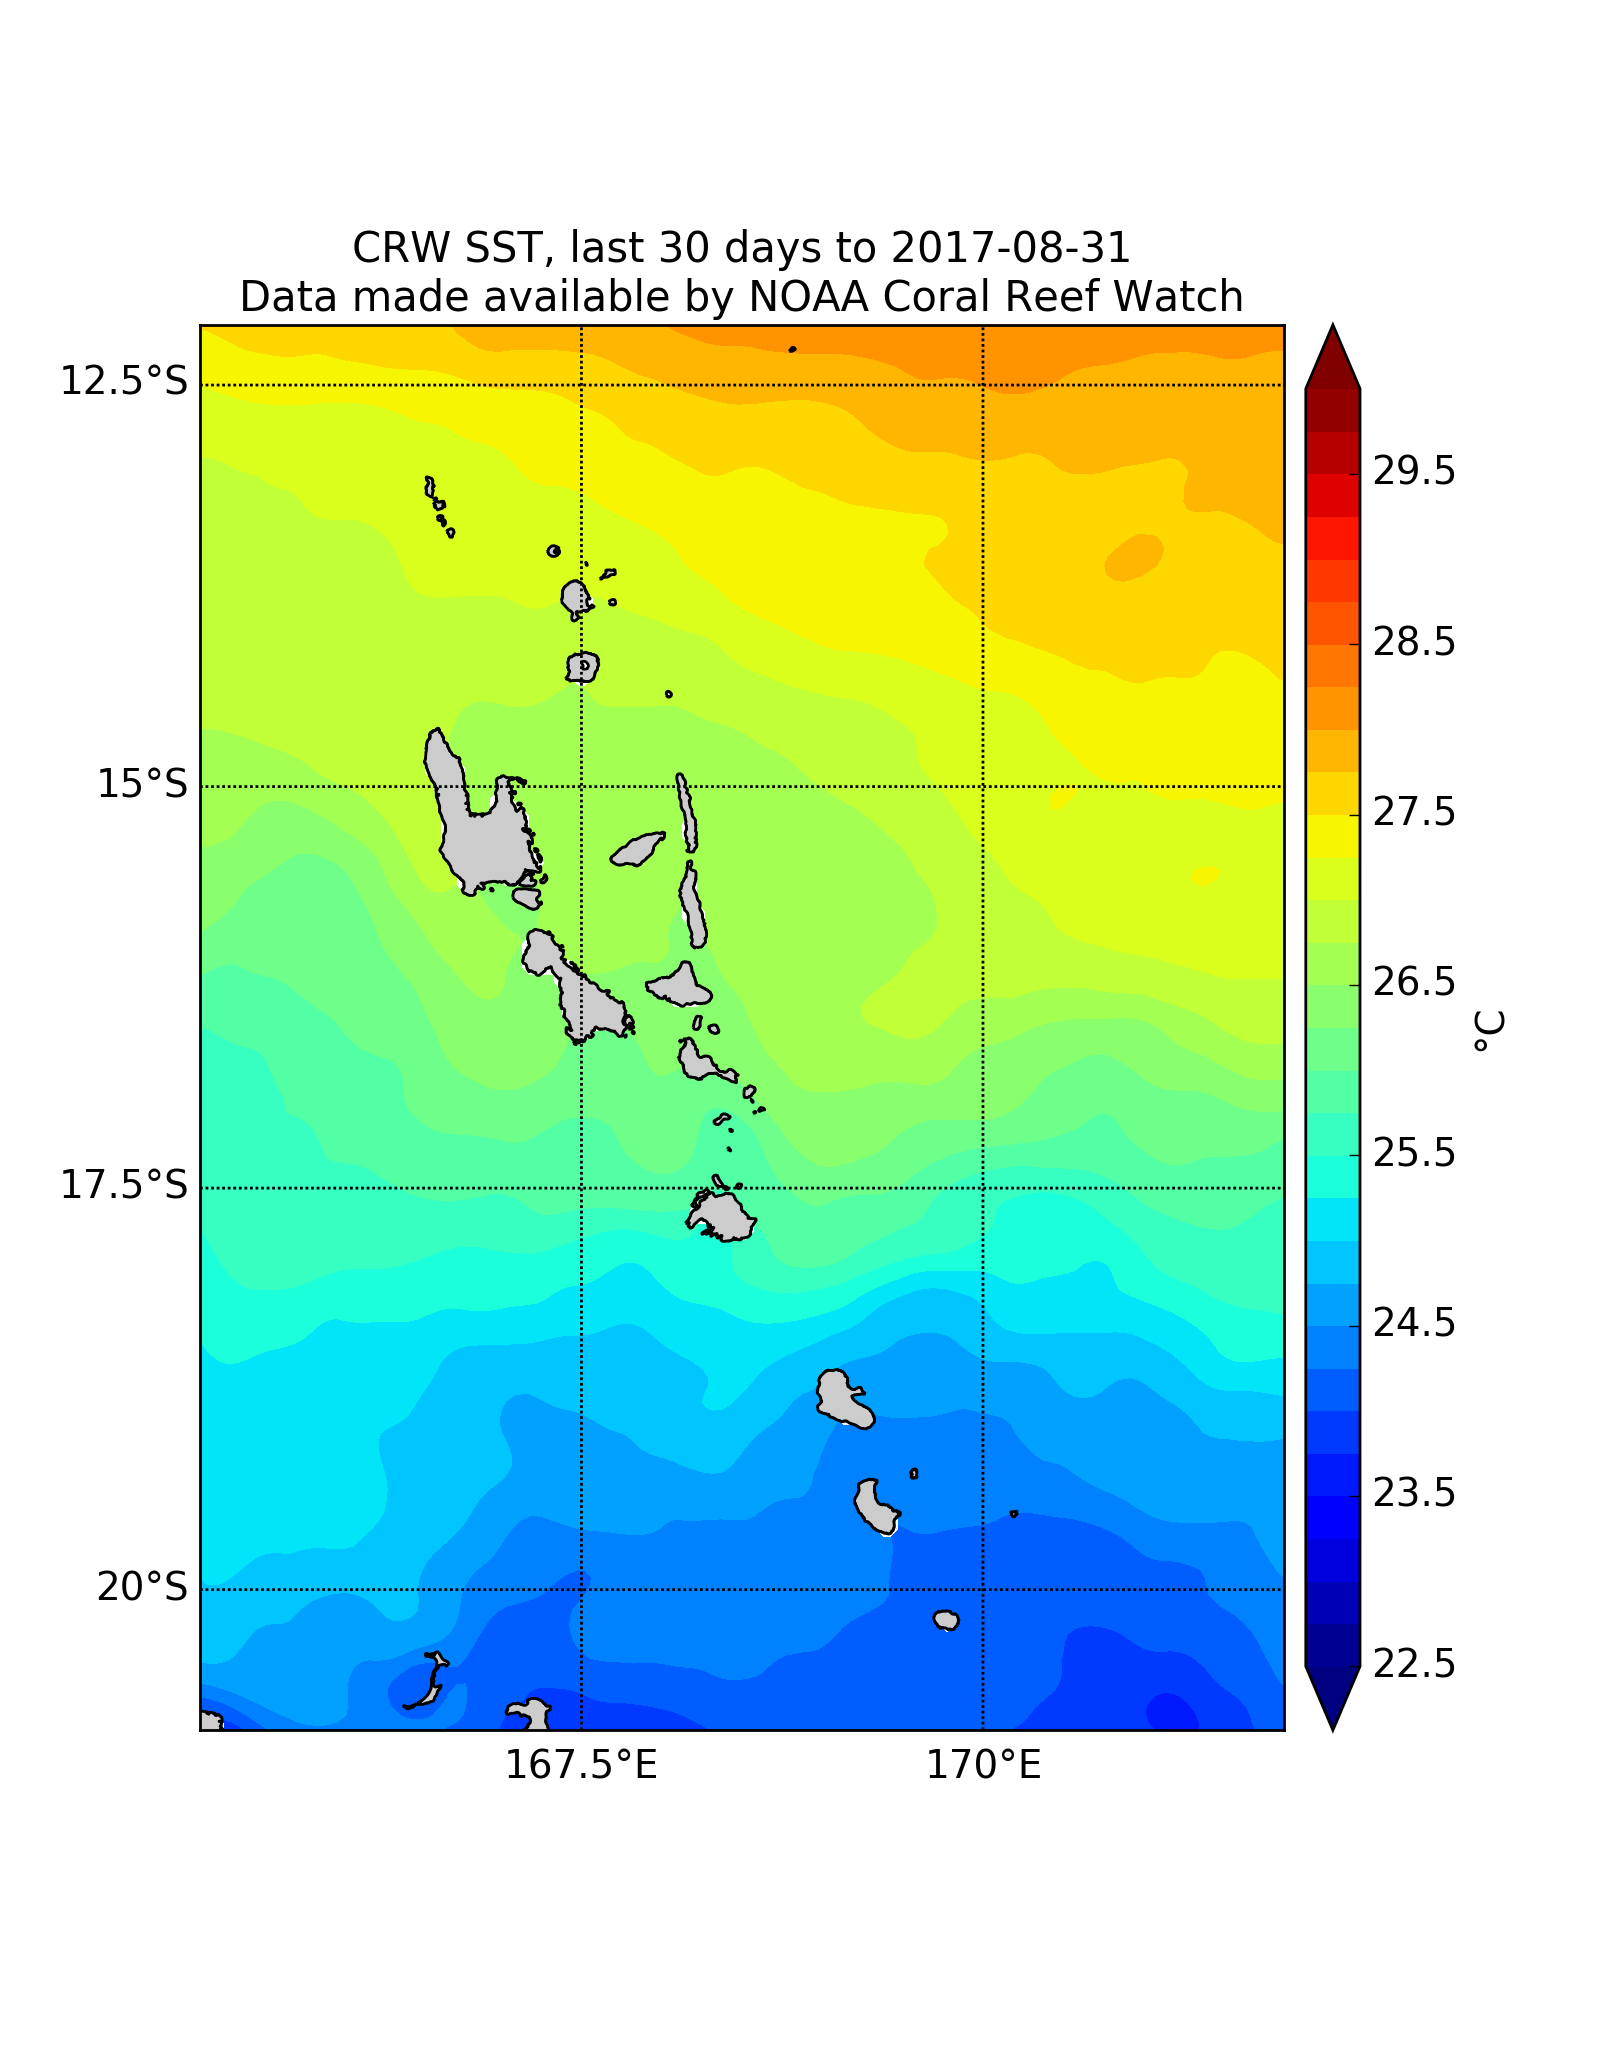 CRW SST, last 30 days to 2017-08-31
Data made available by NOAA Coral Reef Watch
12.5°S
15°S
17.5°S
20°S
167.5°E
170°E
29.5
28.5
27.5
26.5
25.5
24.5
23.5
22.5
°C